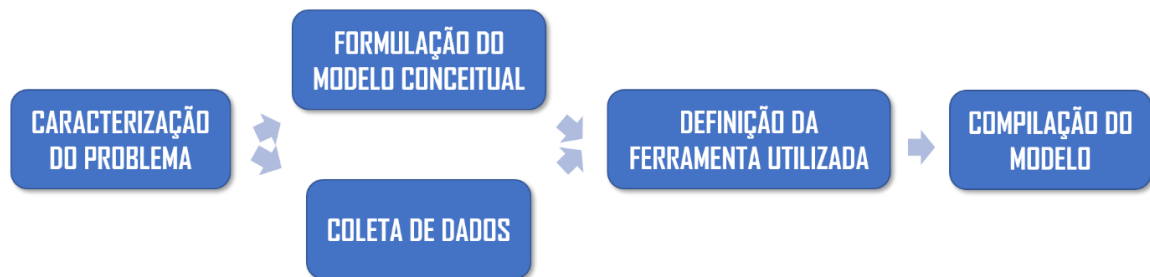 CARACTERIZAÇÃO
DO PROBLEMA
FORMULAÇÃO DO
MODELO CONCEITUAL
COLETA DE DADOS
DEFINIÇÃO DA
FERRAMENTA UTILIZADA
COMPILAÇÃO DO
MODELO